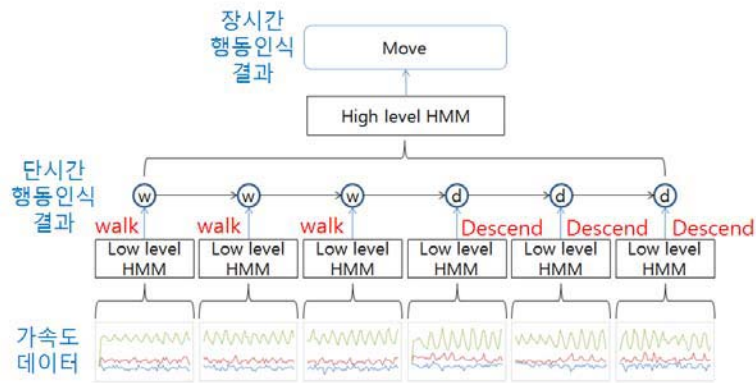 장시간
행동인식
결과
Move
High level HMM
단시간
행동인식
결과
w w w d d d
walk walk walk Descend Descend Descend
Low level
HMM
Low level
HMM
Low level
HMM
Low level
HMM
Low level
HMM
Low level
HMM
가속도
데이터